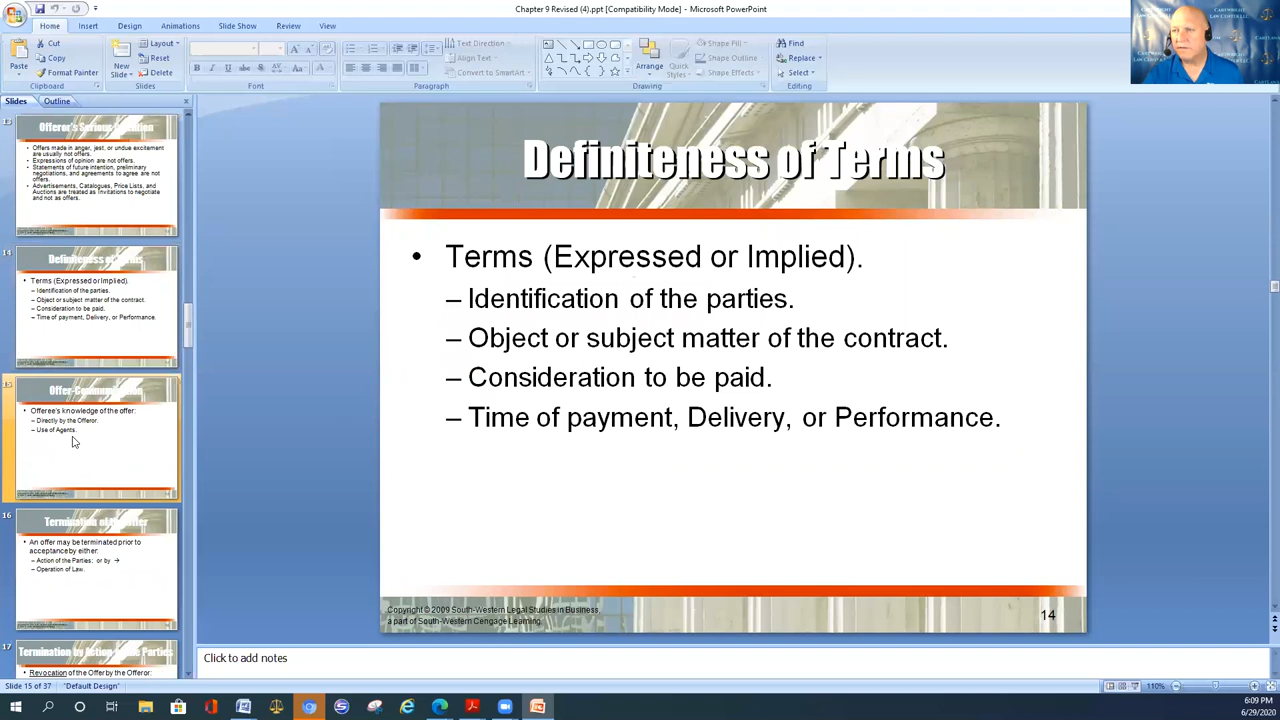 Chapter 9 Revised (4).ppt [Compatibility Mode] - Microsoft PowerPoint
Home Insert Design Animations Slide Show Review View
Cut
Copy
Format Painter
Paste
Clipboard
New Slide
Layout
Reset
Delete
Slides
B I U abc S AV Aa A
Font
Text Direction
Align Text
Convert to SmartArt
Paragraph
Arrange
Quick Styles
Shape Fill
Shape Outline
Shape Effects
Drawing
Find
Replace
Select
Editing
Slides Outline
13
Offeror's Serious Intention
• Offers made in anger, jest, or undue excitement
are usually not offers.
• Expressions of opinion are not offers.
• Statements of future intention, preliminary
negotiations, and agreements to agree are not
offers.
• Advertisements, Catalogues, Price Lists, and
Auctions are treated as Invitations to negotiate
and not as offers.
14
Definiteness of Terms
• Terms (Expressed or Implied).
– Identification of the parties.
– Object or subject matter of the contract.
– Consideration to be paid.
– Time of payment, Delivery, or Performance.
15
• Offeree's knowledge of the offer:
– Directly by the Offeror.
– Use of Agents.
16
Termination of the Offer
• An offer may be terminated prior to
acceptance by either:
– Action of the Parties; or by →
– Operation of Law.
17
Termination by Action of the Parties
• Revocation of the Offer by the Offeror:
Definiteness of Terms
• Terms (Expressed or Implied).
– Identification of the parties.
– Object or subject matter of the contract.
– Consideration to be paid.
– Time of payment, Delivery, or Performance.
Copyright © 2009 South-Western Legal Studies in Business,
a part of South-Western Cengage Learning.
14
Click to add notes
Slide 15 of 37 "Default Design"
110%
6:09 PM
6/29/2020